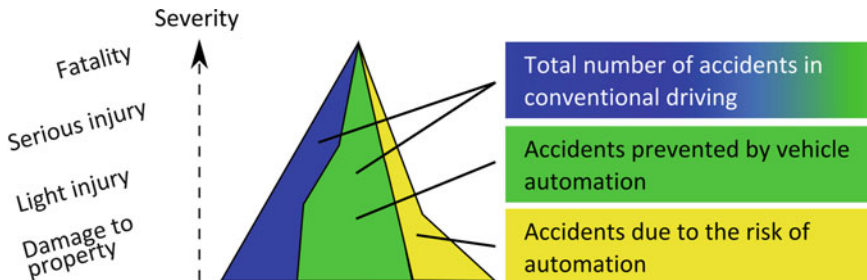 Severity
Fatality
Serious injury
Light injury
Damage to
property
Total number of accidents in
conventional driving
Accidents prevented by vehicle
automation
Accidents due to the risk of
automation